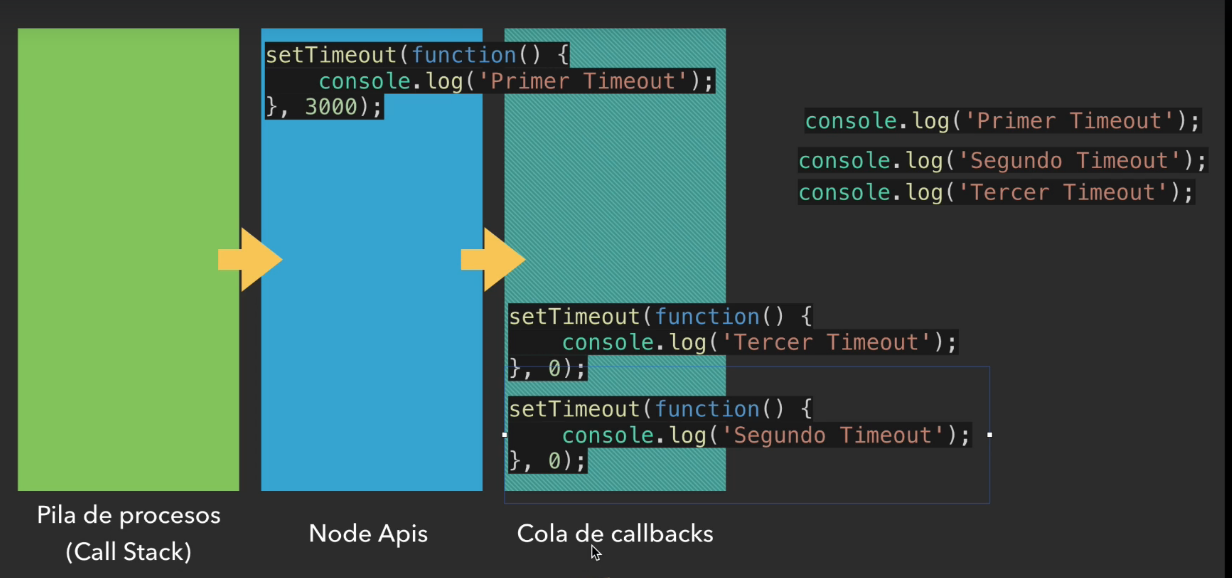 setTimeout(function() {
console.log('Primer Timeout');
}, 3000);
console.log('Primer Timeout');
console.log('Segundo Timeout');
console.log('Tercer Timeout');
setTimeout(function() {
console.log('Tercer Timeout');
}, 0);
setTimeout(function() {
console.log('Segundo Timeout');
}, 0);
Pila de procesos
(Call Stack)
Node Apis
Cola de callbacks